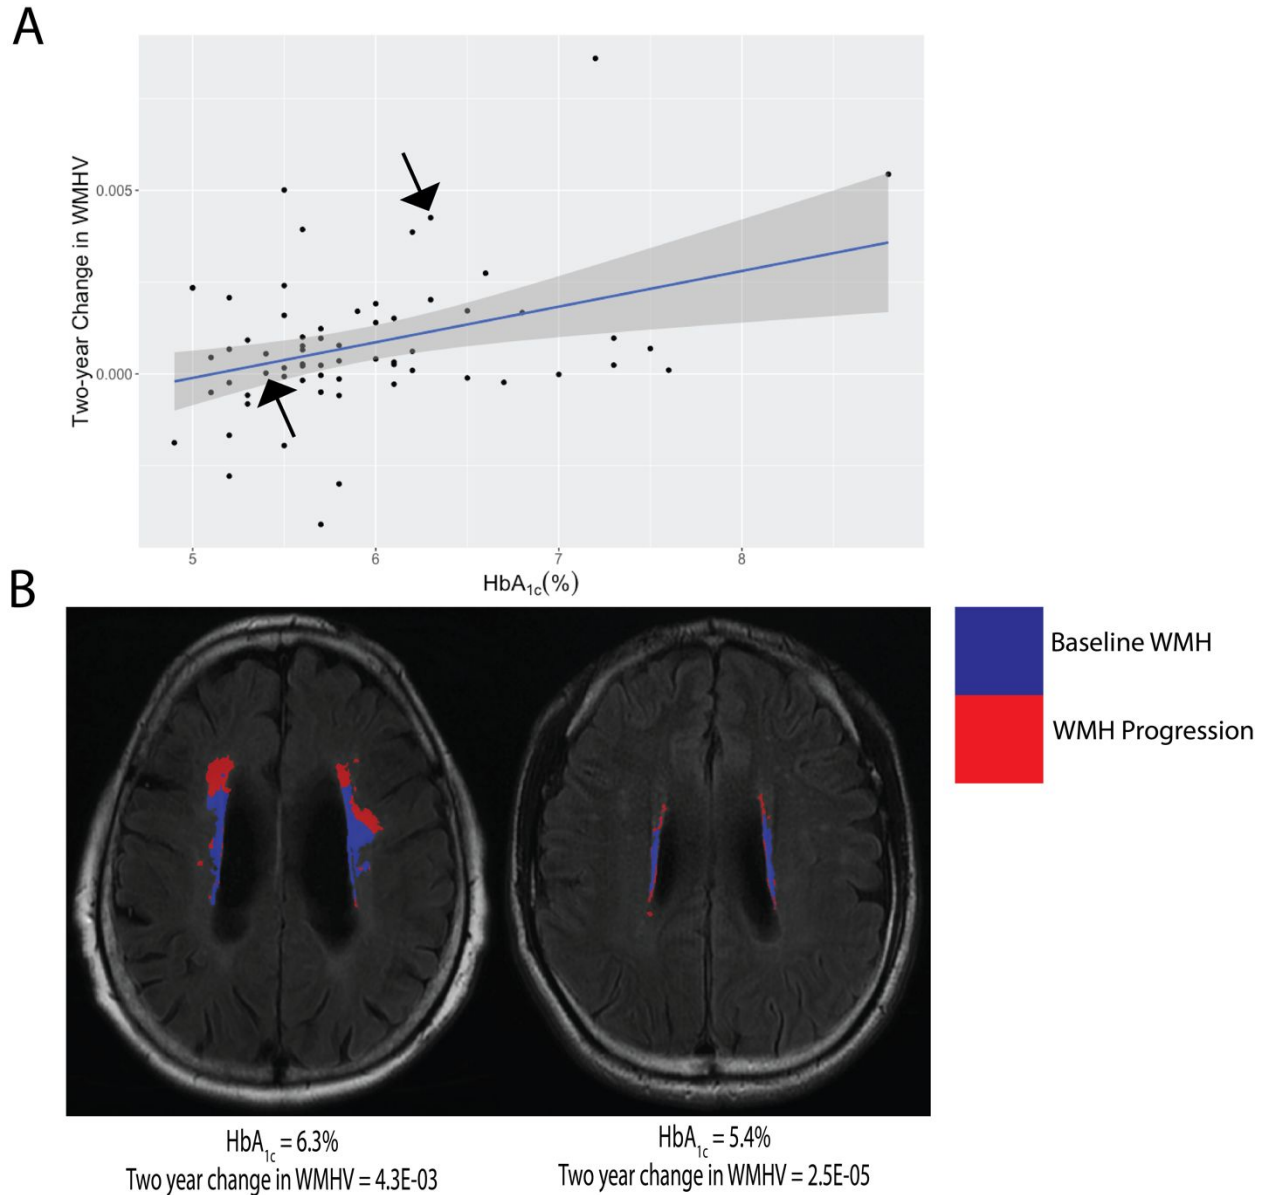 A
Two-year Change in WMHV
0.005
0.000
5 6 7 8
HbA1c(%)
B
Baseline WMH
WMH Progression
HbA1c = 6.3%
Two year change in WMHV = 4.3E-03
HbA1c = 5.4%
Two year change in WMHV = 2.5E-05